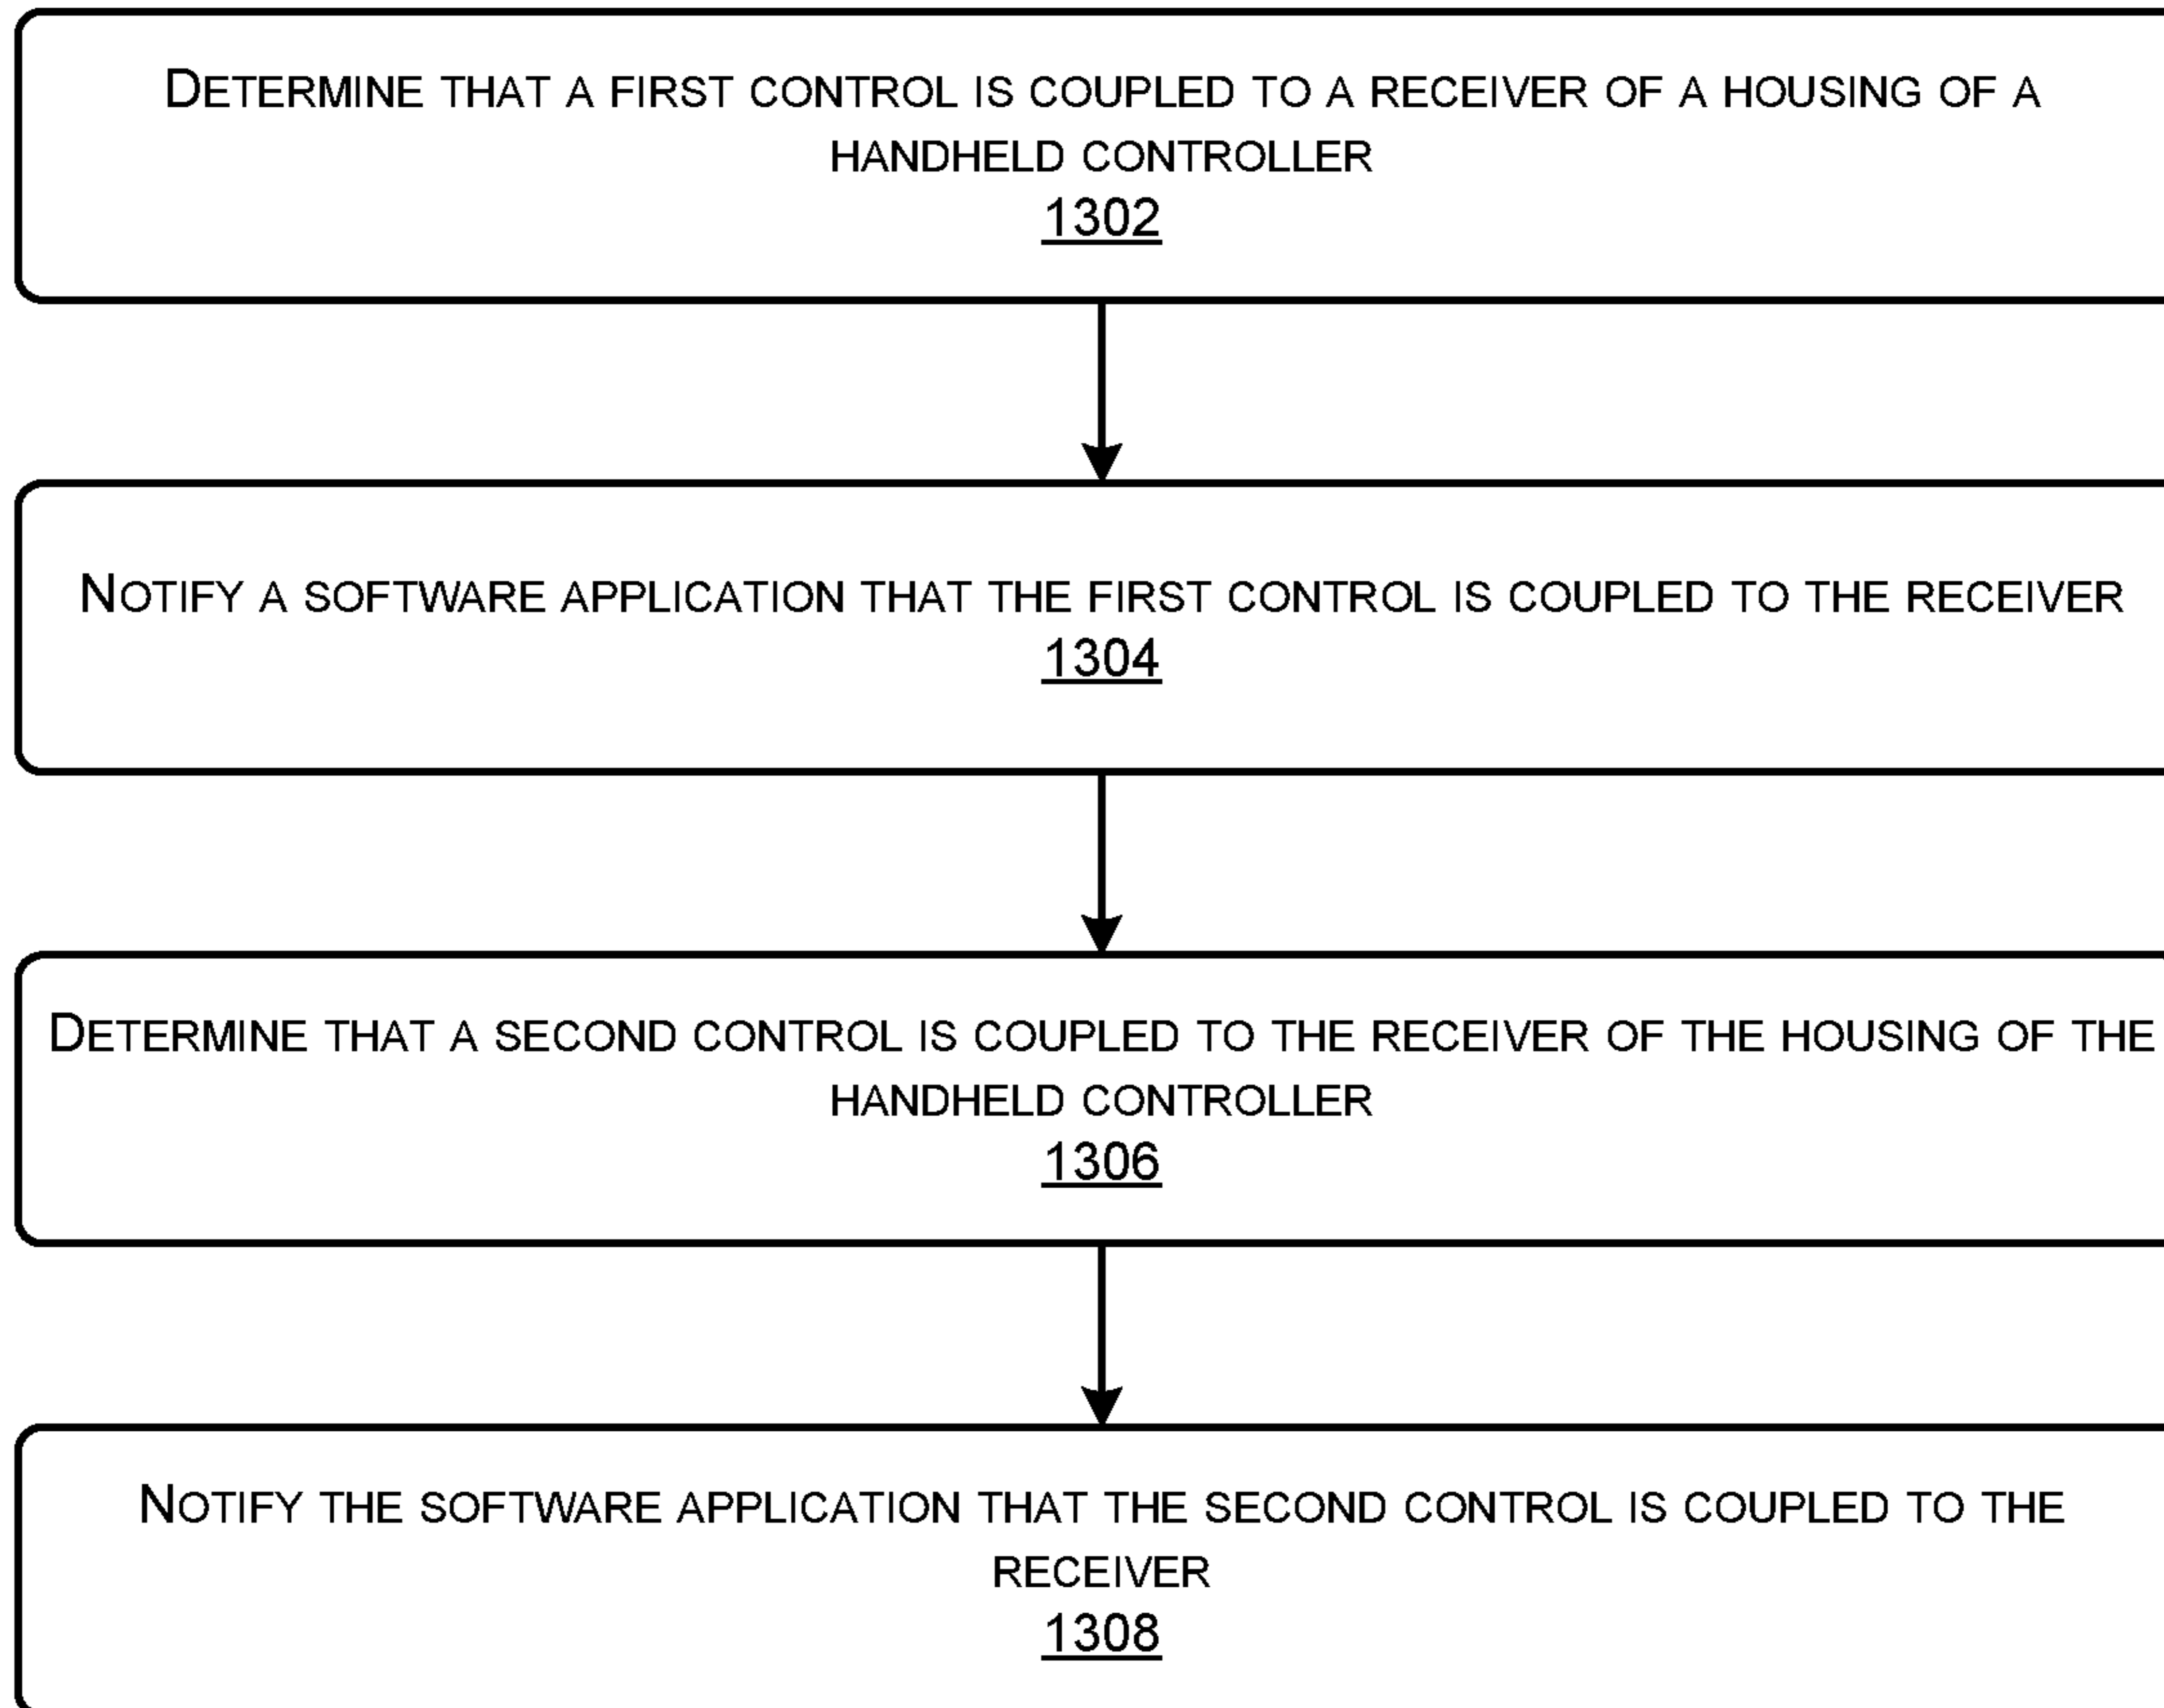 DETERMINE THAT A FIRST CONTROL IS COUPLED TO A RECEIVER OF A HOUSING OF A
HANDHELD CONTROLLER
1302
NOTIFY A SOFTWARE APPLICATION THAT THE FIRST CONTROL IS COUPLED TO THE RECEIVER
1304
DETERMINE THAT A SECOND CONTROL IS COUPLED TO THE RECEIVER OF THE HOUSING OF THE
HANDHELD CONTROLLER
1306
NOTIFY THE SOFTWARE APPLICATION THAT THE SECOND CONTROL IS COUPLED TO THE
RECEIVER
1308